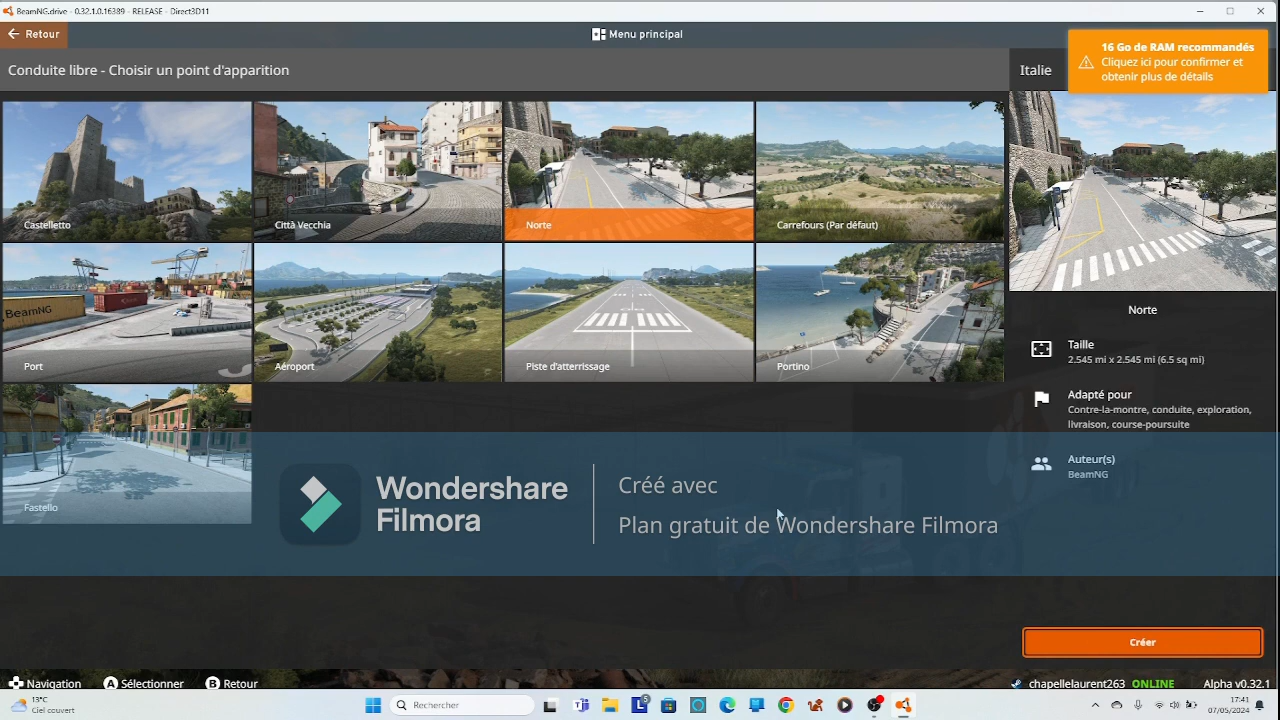 BeamNG.drive - 0.32.1.0.16389 - RELEASE - Direct3D11
Retour
Menu principal
16 Go de RAM recommandés
Cliquez ici pour confirmer et
obtenir plus de détails
Conduite libre - Choisir un point d'apparition
Italie
Castelletto
Città Vecchia
Norte
Carrefours (Par défaut)
BeamNG
Port
Aéroport
Piste d'atterrissage
Portino
Fastello
Norte
Taille
2.545 mi x 2.545 mi (6.5 sq mi)
Adapté pour
Contre-la-montre, conduite, exploration,
livraison, course-poursuite
Auteur(s)
BeamNG
Wondershare
Filmora
Créé avec
Plan gratuit de Wondershare Filmora
Créer
Navigation
A Sélectionner
B Retour
chapellelaurent263 ONLINE
Alpha v0.32.1
13°C
Ciel couvert
Rechercher
17:41
07/05/2024